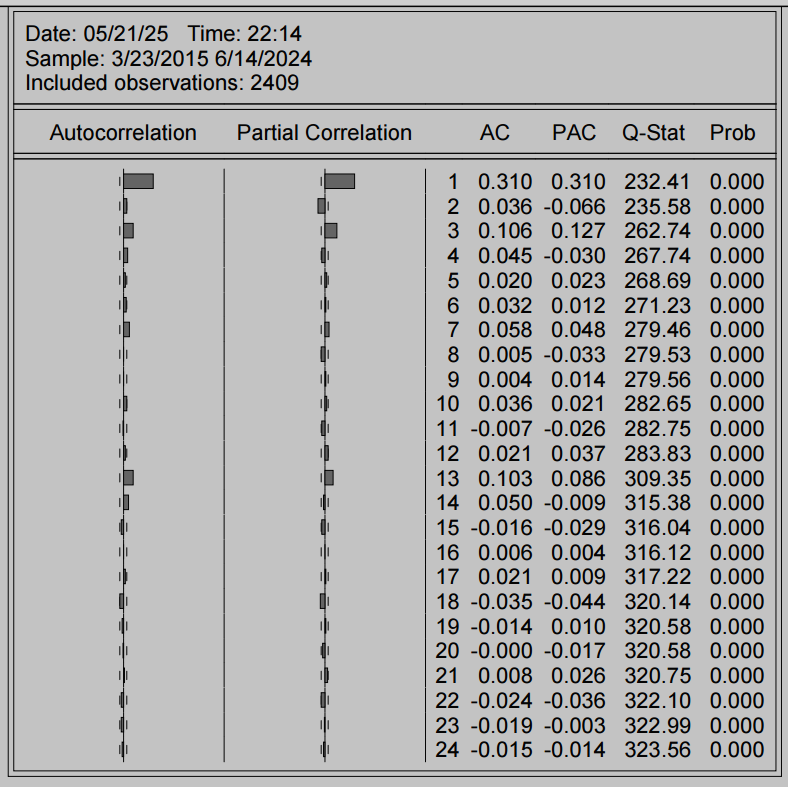 Date: 05/21/25 Time: 22:14
Sample: 3/23/2015 6/14/2024
Included observations: 2409
Autocorrelation Partial Correlation AC PAC Q-Stat Prob
1 0.310 0.310 232.41 0.000
2 0.036 -0.066 235.58 0.000
3 0.106 0.127 262.74 0.000
4 0.045 -0.030 267.74 0.000
5 0.020 0.023 268.69 0.000
6 0.032 0.012 271.23 0.000
7 0.058 0.048 279.46 0.000
8 0.005 -0.033 279.53 0.000
9 0.004 0.014 279.56 0.000
10 0.036 0.021 282.65 0.000
11 -0.007 -0.026 282.75 0.000
12 0.021 0.037 283.83 0.000
13 0.103 0.086 309.35 0.000
14 0.050 -0.009 315.38 0.000
15 -0.016 -0.029 316.04 0.000
16 0.006 0.004 316.12 0.000
17 0.021 0.009 317.22 0.000
18 -0.035 -0.044 320.14 0.000
19 -0.014 0.010 320.58 0.000
20 -0.000 -0.017 320.58 0.000
21 0.008 0.026 320.75 0.000
22 -0.024 -0.036 322.10 0.000
23 -0.019 -0.003 322.99 0.000
24 -0.015 -0.014 323.56 0.000